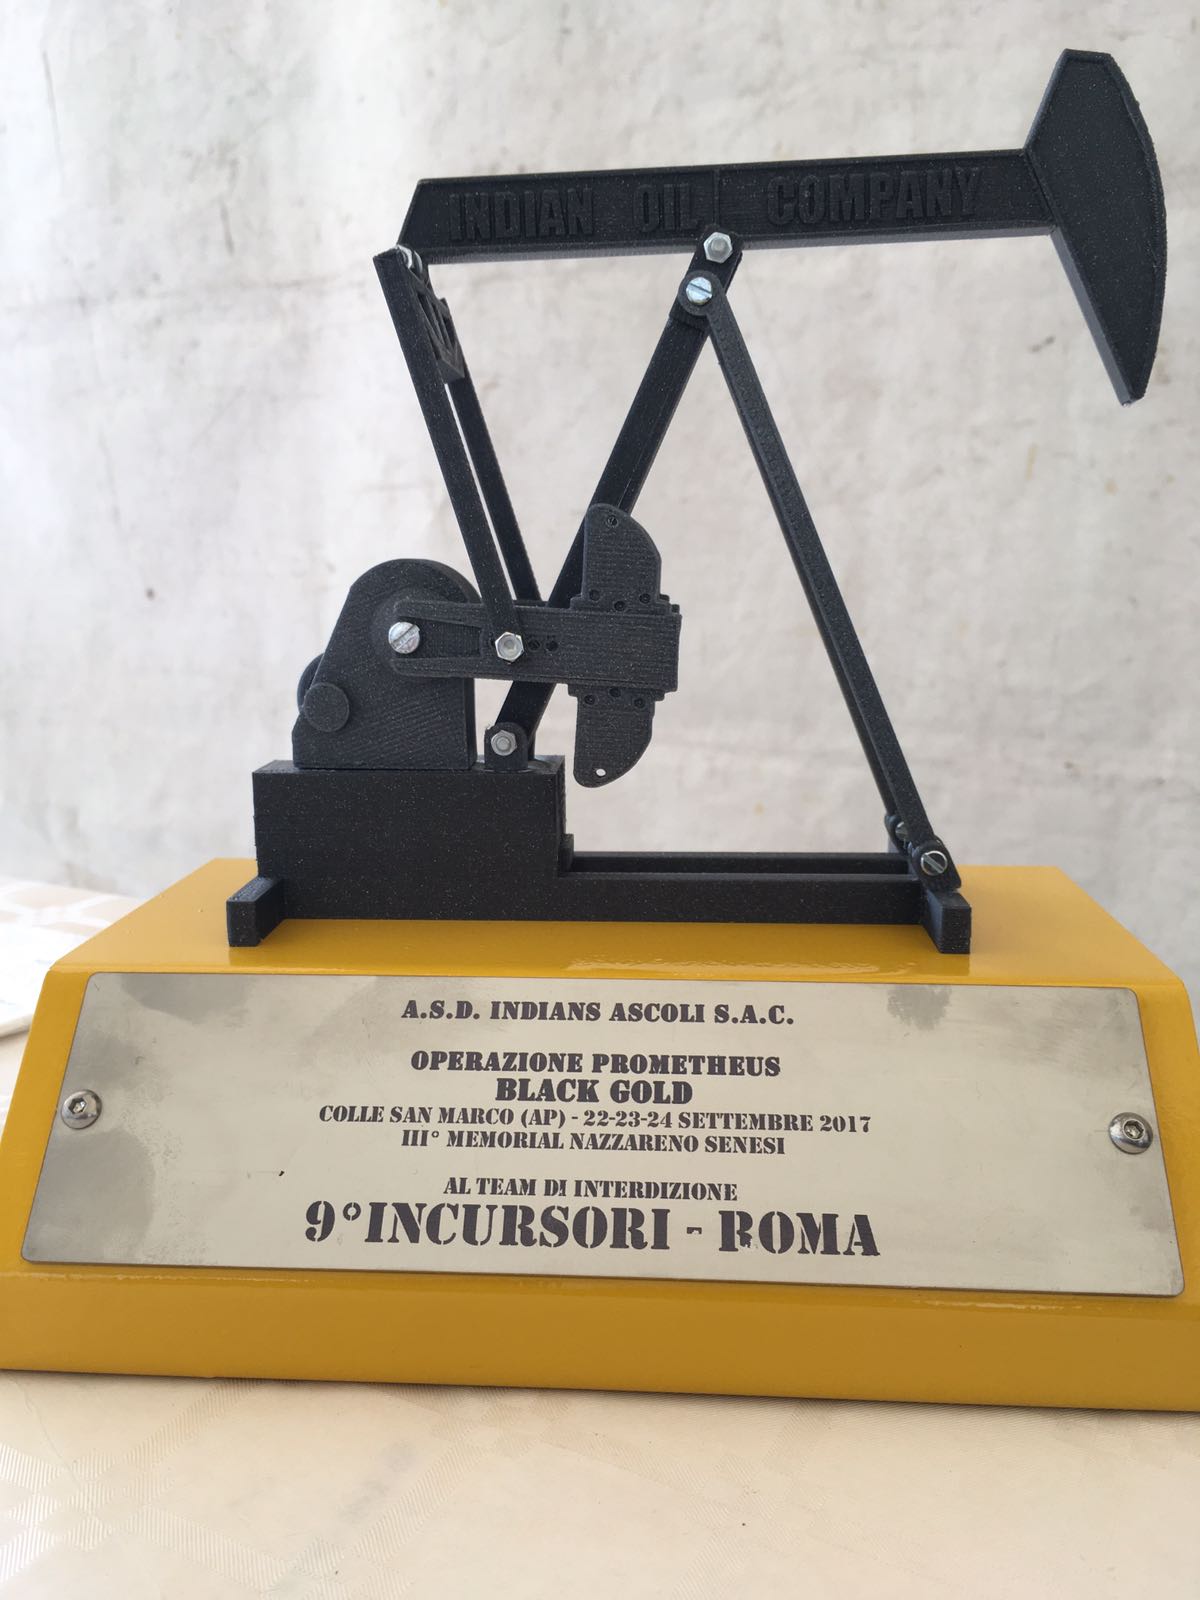 INDIAN OIL COMPANY
A.S.D. INDIANS ASCOLI S.A.C.
OPERAZIONE PROMETHEUS
BLACK GOLD
COLLE SAN MARCO (AP) - 22-23-24 SETTEMBRE 2017
III° MEMORIAL NAZZARENO SENESI
AL TEAM DI INTERDIZIONE
9°INCURSORI - ROMA